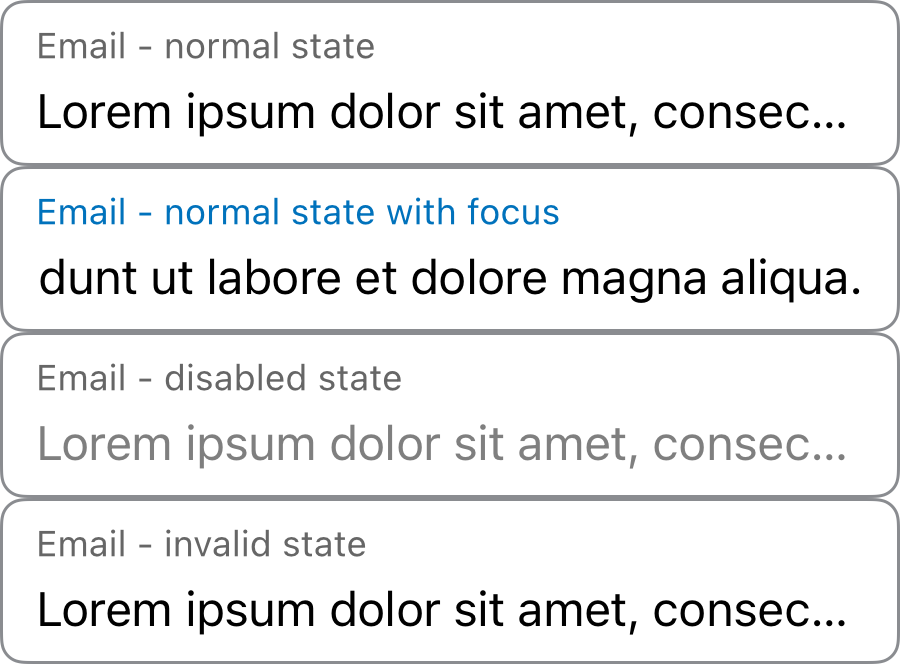 Email - normal state
Lorem ipsum dolor sit amet, consec...
Email - normal state with focus
dunt ut labore et dolore magna aliqua.
Email - disabled state
Lorem ipsum dolor sit amet, consec...
Email - invalid state
Lorem ipsum dolor sit amet, consec...